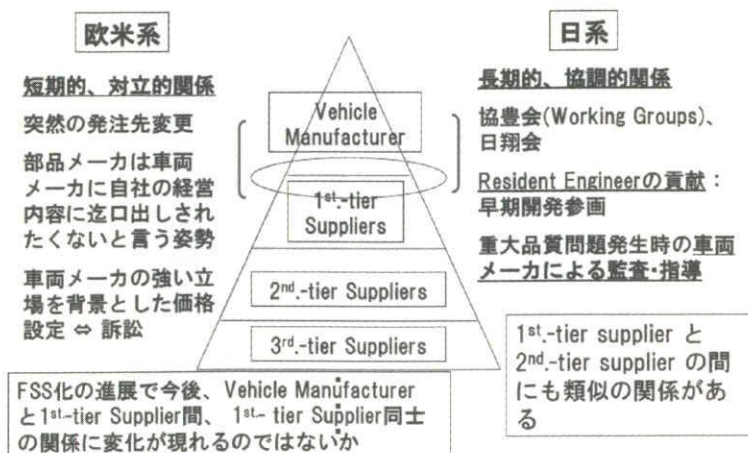 欧米系
短期的、対立的関係
突然の発注先変更
部品メーカは車両
メーカに自社の経営
内容に迄口出しされ
たくないと言う姿勢
車両メーカの強い立
場を背景とした価格
設定 ⇔ 訴訟
Vehicle
Manufacturer
1st.-tier
Suppliers
2nd.-tier Suppliers
3rd.-tier Suppliers
日系
長期的、協調的関係
協豊会(Working Groups)、
日翔会
Resident Engineerの貢献：
早期開発参画
重大品質問題発生時の車両
メーカによる監査・指導
1st.-tier supplier と
2nd.-tier supplier の間
にも類似の関係があ
る
FSS化の進展で今後、Vehicle Manufacturer
と1st.-tier Supplier間、 1st.- tier Supplier同士
の関係に変化が現れるのではないか